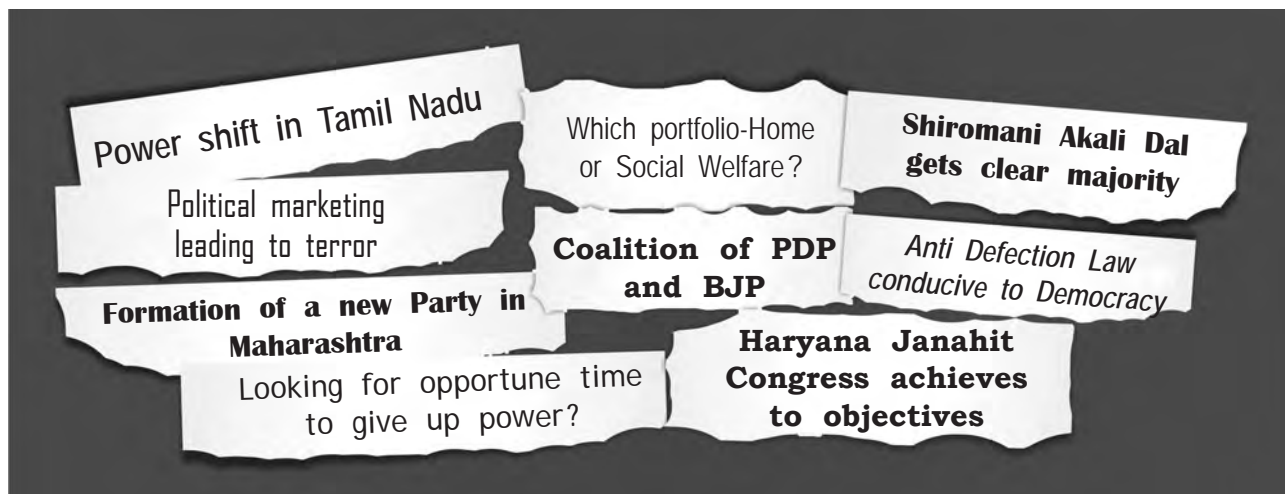 Power shift in Tamil Nadu
Which portfolio-Home
or Social Welfare?
Shiromani Akali Dal
gets clear majority
Political marketing
leading to terror
Coalition of PDP
and BJP
Anti Defection Law
conducive to Democracy
Formation of a new Party in
Maharashtra
Haryana Janahit
Congress achieves
to objectives
Looking for opportune time
to give up power?